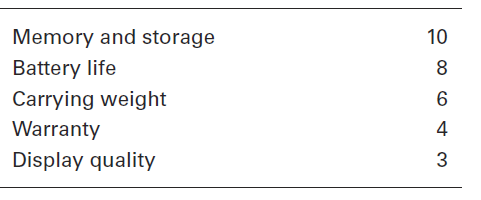 Memory and storage 10
Battery life 8
Carrying weight 6
Warranty 4
Display quality 3